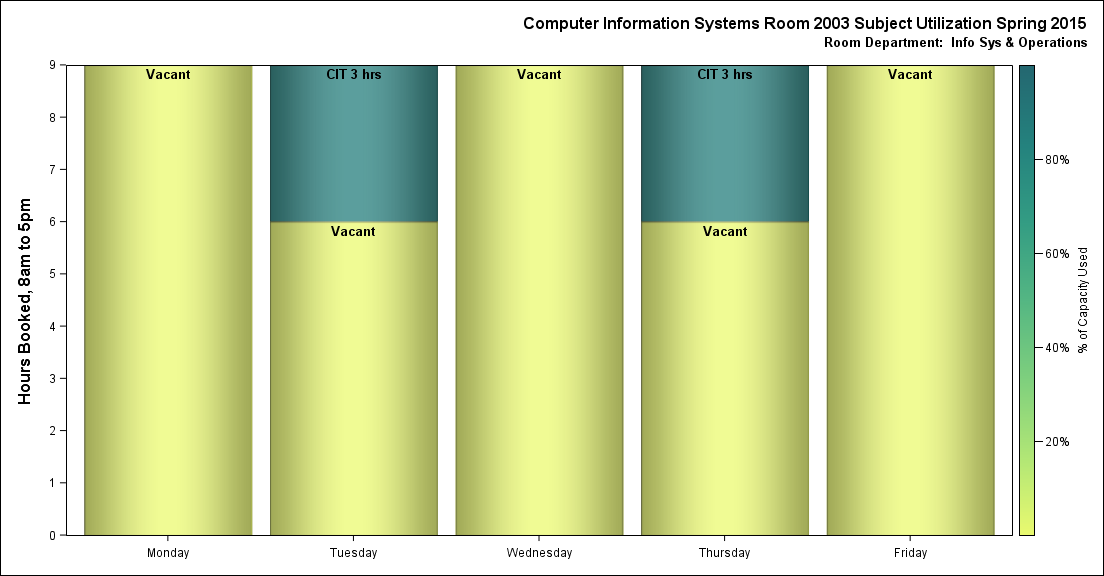 Computer Information Systems Room 2003 Subject Utilization Spring 2015
Room Department: Info Sys & Operations
Hours Booked, 8am to 5pm
9
8
7
6
5
4
3
2
1
0
Vacant
CIT 3 hrs
Vacant
CIT 3 hrs
Vacant
Vacant
Vacant
Monday
Tuesday
Wednesday
Thursday
Friday
80%
60%
40%
20%
% of Capacity Used